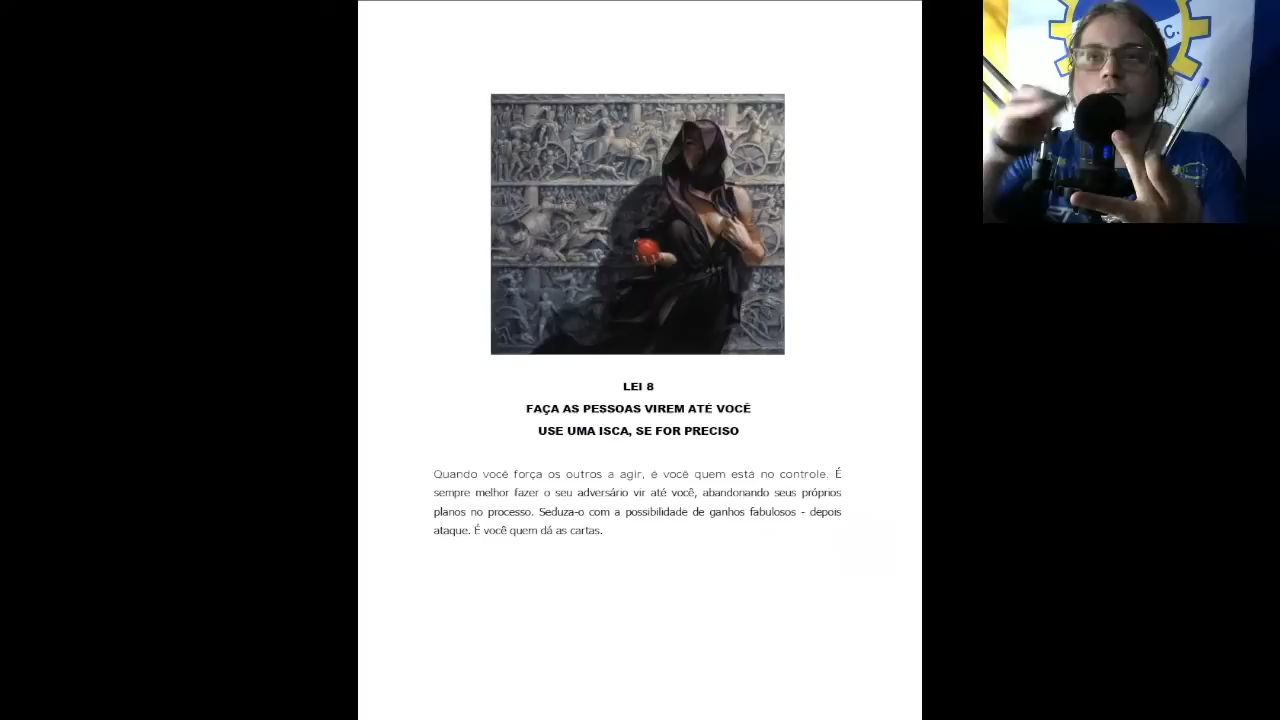 C.
LEI 8
FAÇA AS PESSOAS VIREM ATÉ VOCÊ
USE UMA ISCA, SE FOR PRECISO
Quando você força os outros a agir, é você quem está no controle. É
sempre melhor fazer o seu adversário vir até você, abandonando seus próprios
planos no processo. Seduza-o com a possibilidade de ganhos fabulosos - depois
ataque. É você quem dá as cartas.